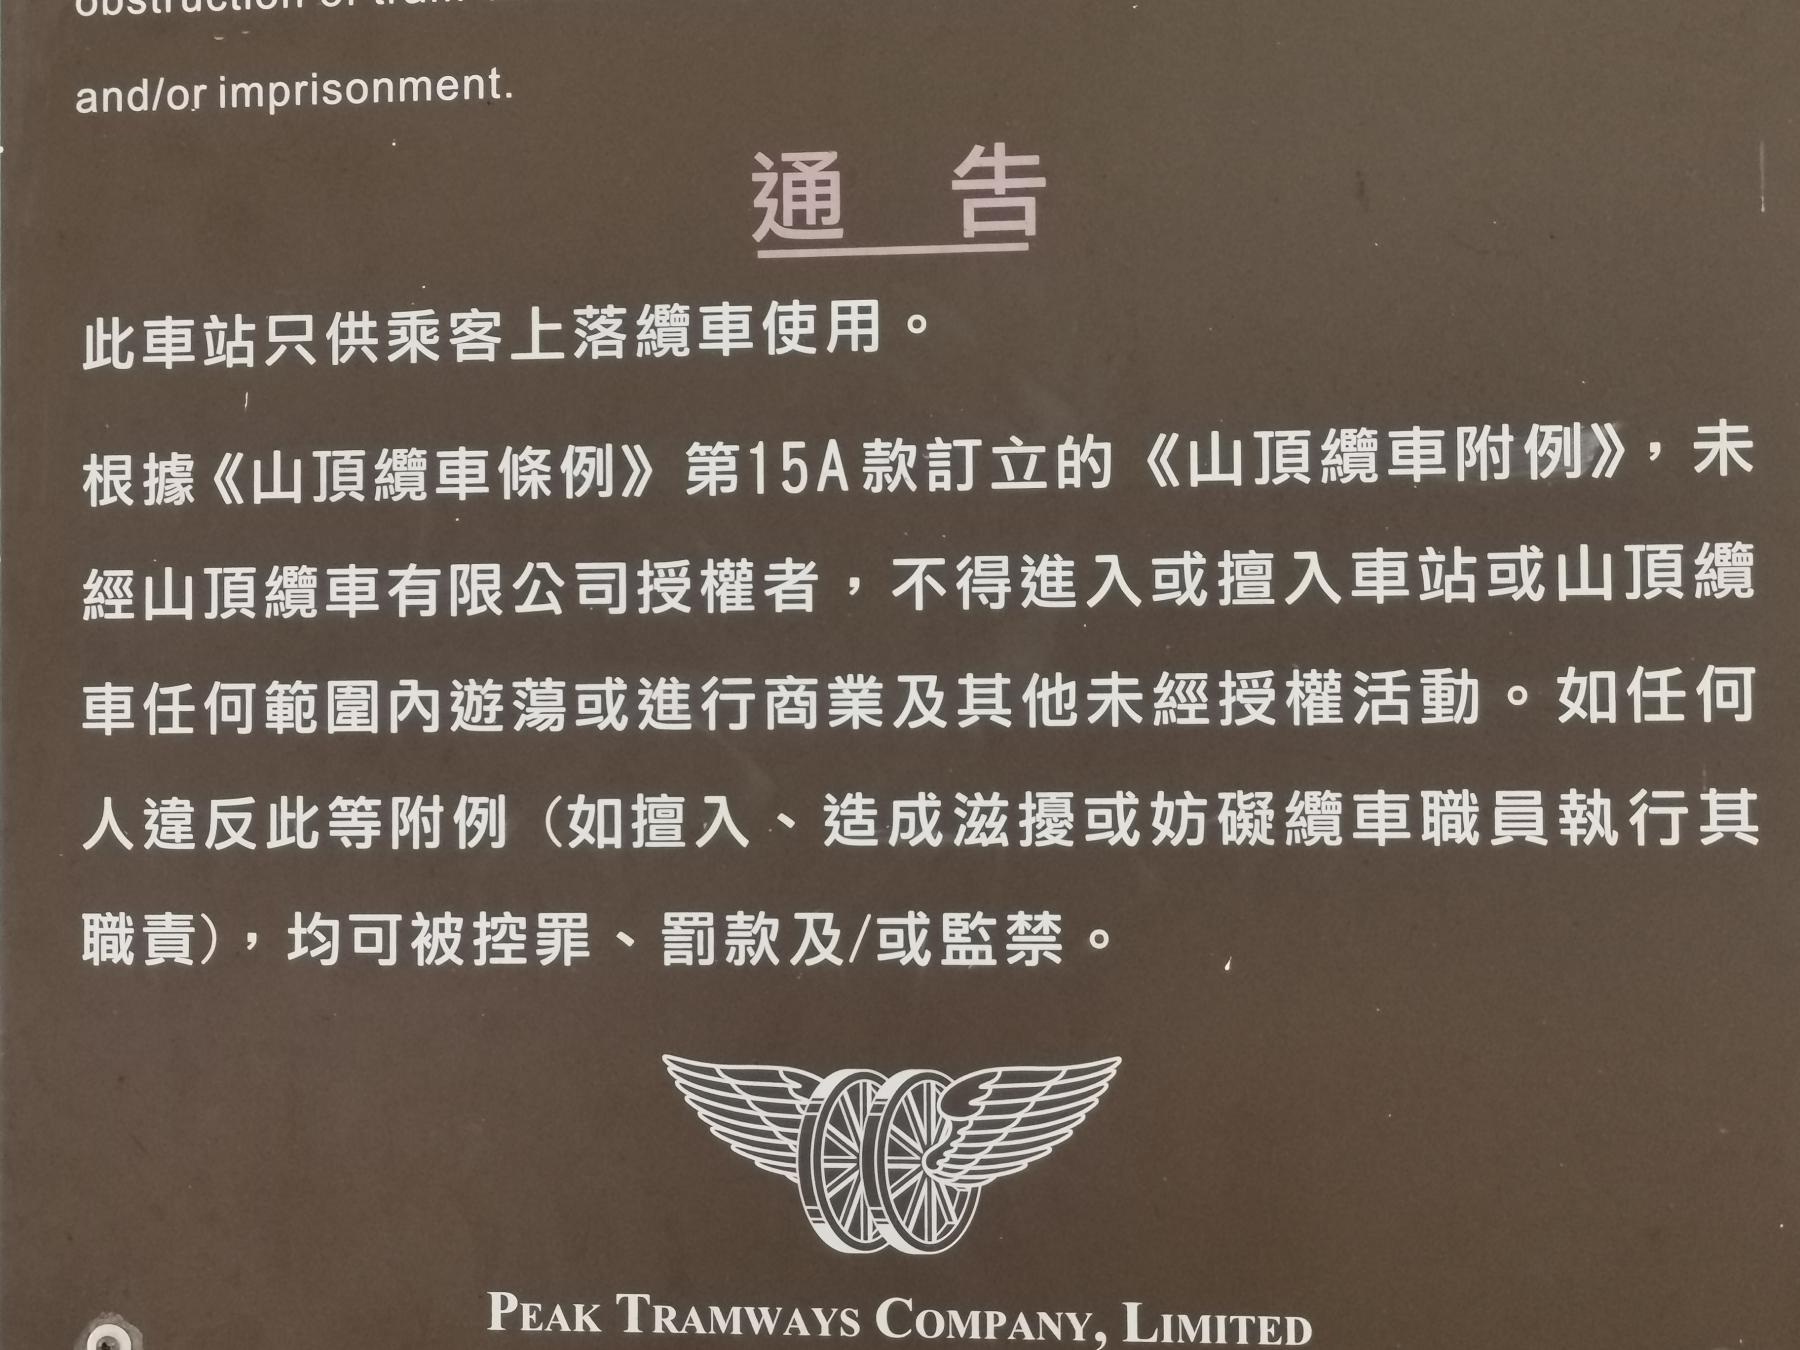 obstruction of tram
and/or imprisonment.
通 告
此車站只供乘客上落纜車使用。
根據《山頂纜車條例》第15A款訂立的《山頂纜車附例》，未
經山頂纜車有限公司授權者，不得進入或擅入車站或山頂纜
車任何範圍內遊蕩或進行商業及其他未經授權活動。如任何
人違反此等附例（如擅入、造成滋擾或妨礙纜車職員執行其
職責），均可被控罪、罰款及/或監禁。
PEAK TRAMWAYS COMPANY, LIMITED